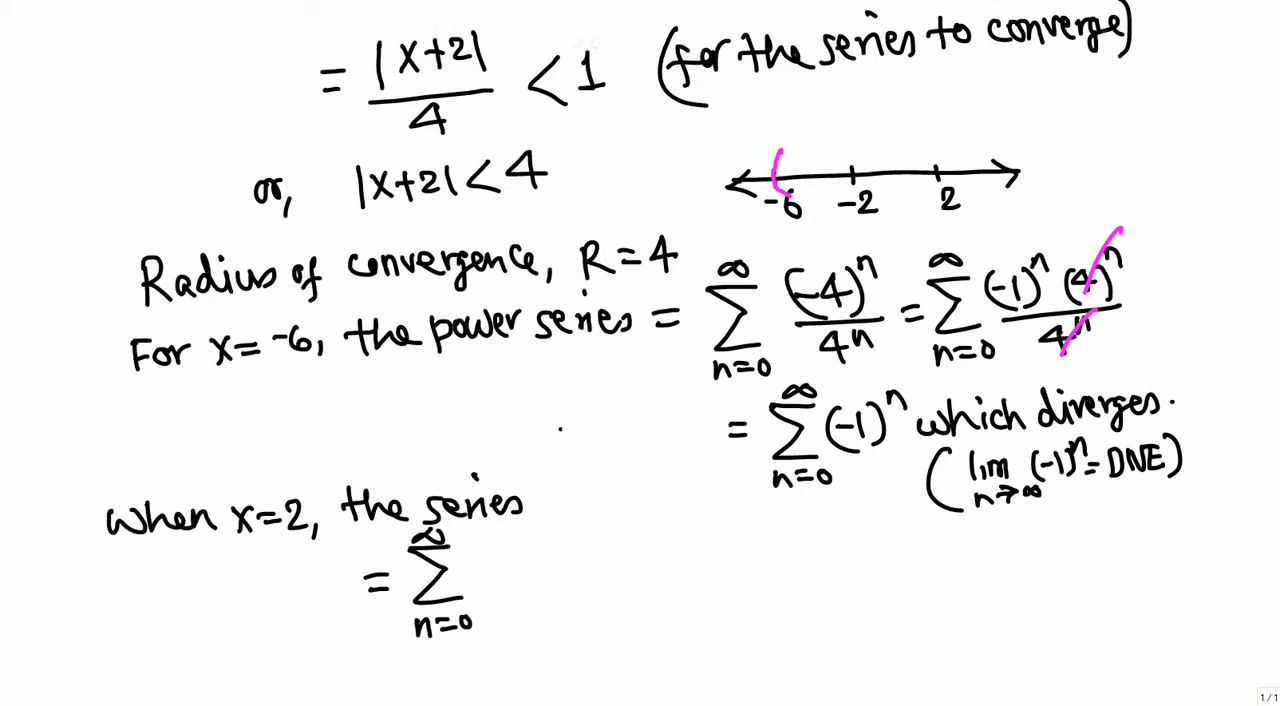 = |x+2| / 4 < 1 (for the series to converge)
or, |x+2| < 4
-6 -2 2
Radius of convergence, R = 4
For x = -6, the power series = ∑_{n=0}^{∞} (-4)^n / 4^n = ∑_{n=0}^{∞} (-1)^n (4)^n / 4^n
= ∑_{n=0}^{∞} (-1)^n which diverges.
(lim_{n→∞} (-1)^n = DNE)
When x=2, the series
= ∑_{n=0}^{∞}
1/1